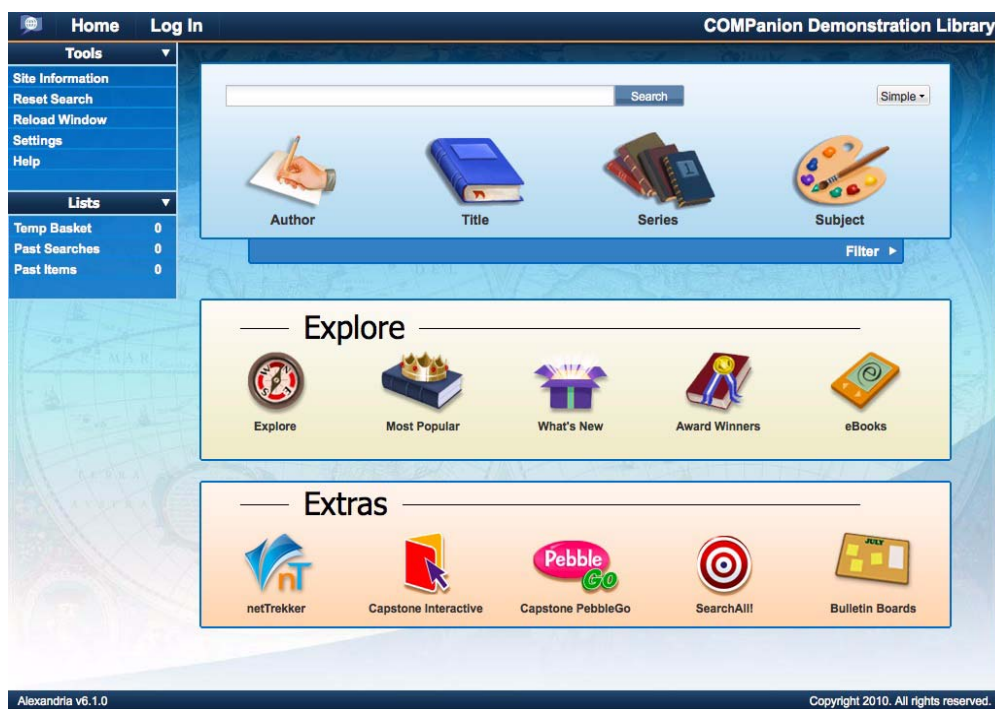 Home Log In COMPanion Demonstration Library
Tools
Site Information
Reset Search
Reload Window
Settings
Help
Lists
Temp Basket 0
Past Searches 0
Past Items 0
Search Simple
Author Title Series Subject
Filter
Explore
Explore Most Popular What's New Award Winners eBooks
Extras
nT Pebble Go JULY
netTrekker Capstone Interactive Capstone PebbleGo SearchAll! Bulletin Boards
Alexandria v6.1.0 Copyright 2010. All rights reserved.